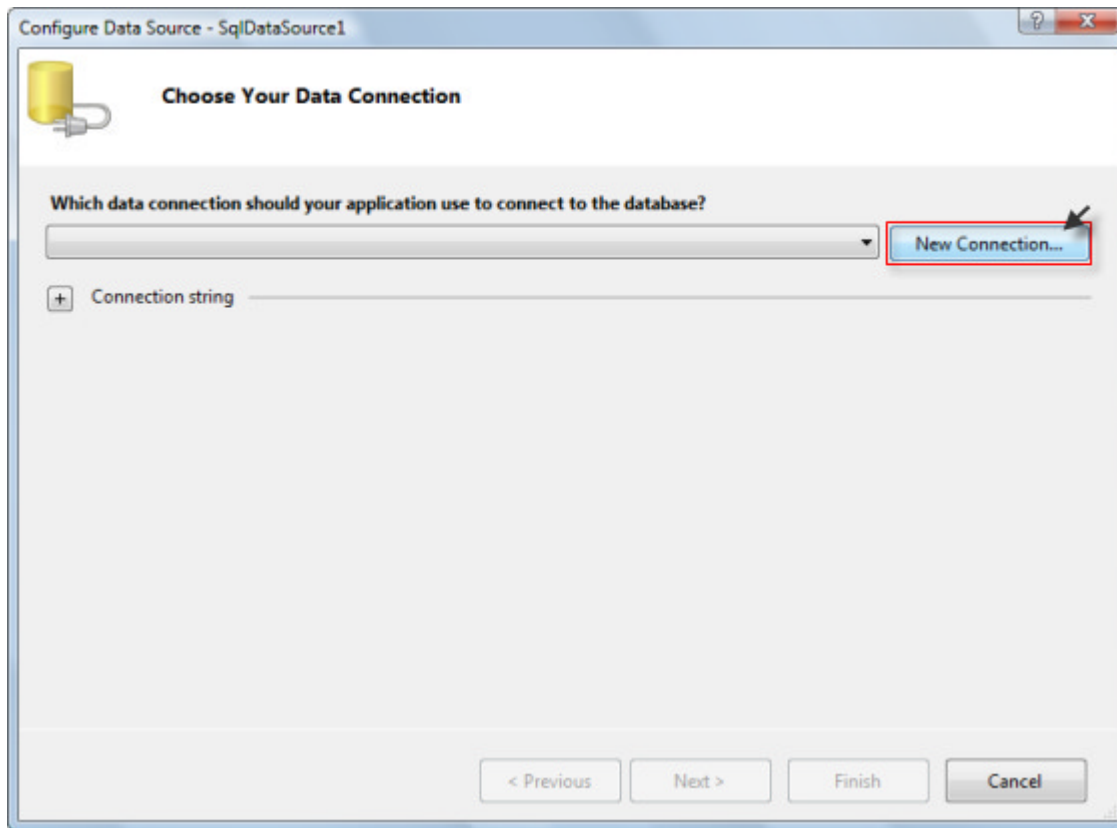 Configure Data Source - SqlDataSource1
Choose Your Data Connection
Which data connection should your application use to connect to the database?
New Connection...
Connection string
< Previous Next > Finish Cancel